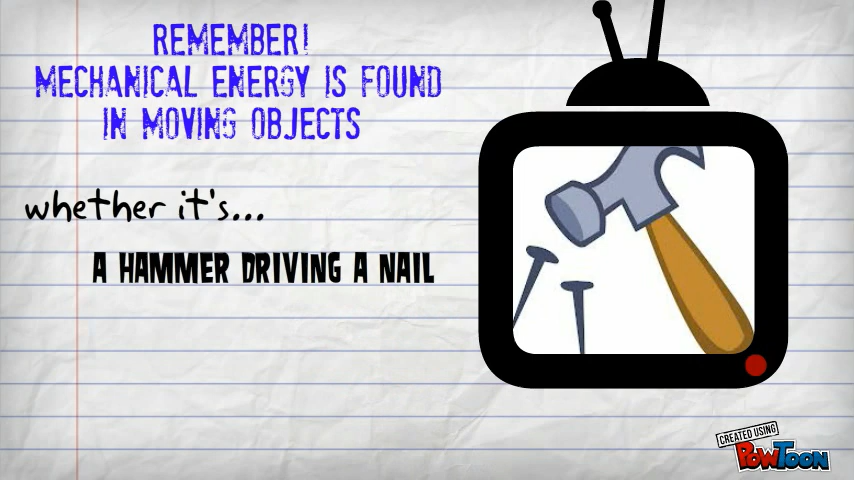 REMEMBER!
MECHANICAL ENERGY IS FOUND
IN MOVING OBJECTS
whether it's...
A HAMMER DRIVING A NAIL
CREATED USING
POWTOON